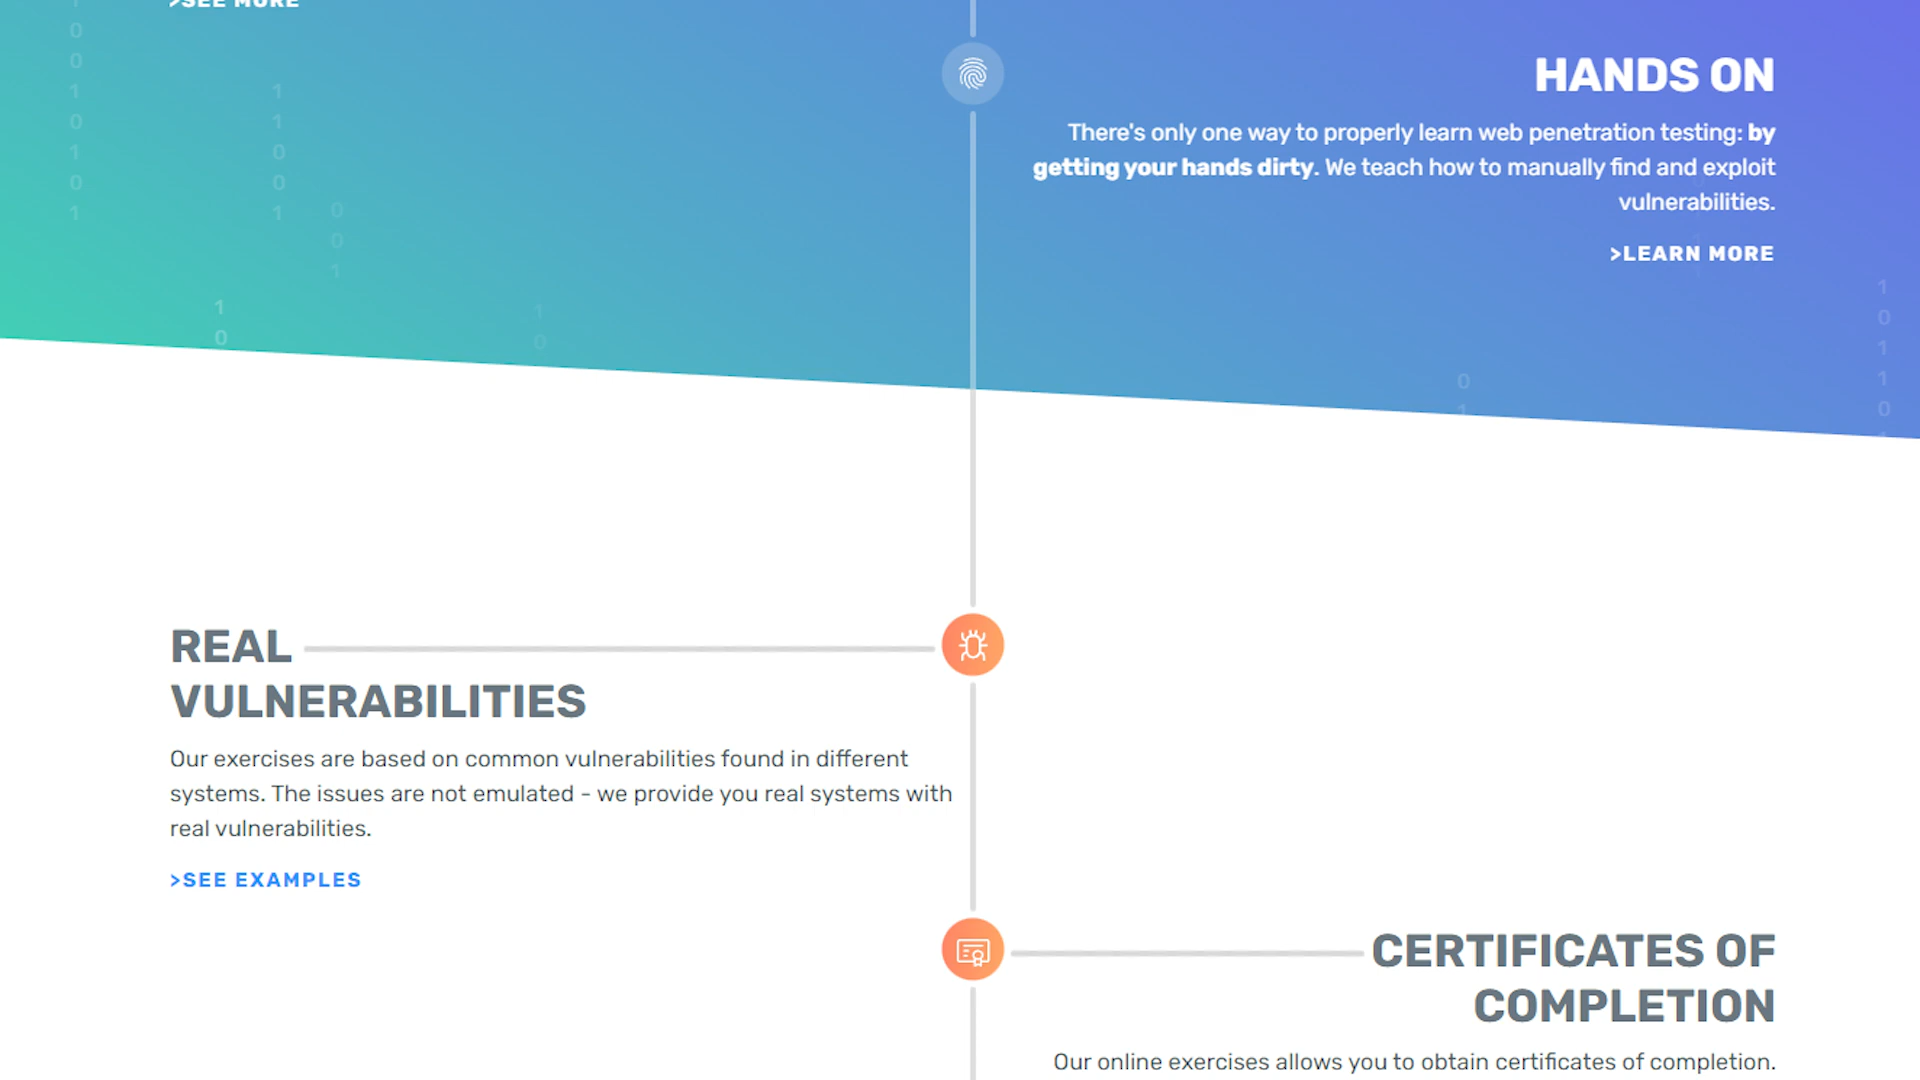 >SEE MORE
HANDS ON
There's only one way to properly learn web penetration testing: by
getting your hands dirty. We teach how to manually find and exploit
vulnerabilities.
>LEARN MORE
REAL
VULNERABILITIES
Our exercises are based on common vulnerabilities found in different
systems. The issues are not emulated - we provide you real systems with
real vulnerabilities.
>SEE EXAMPLES
CERTIFICATES OF
COMPLETION
Our online exercises allows you to obtain certificates of completion.